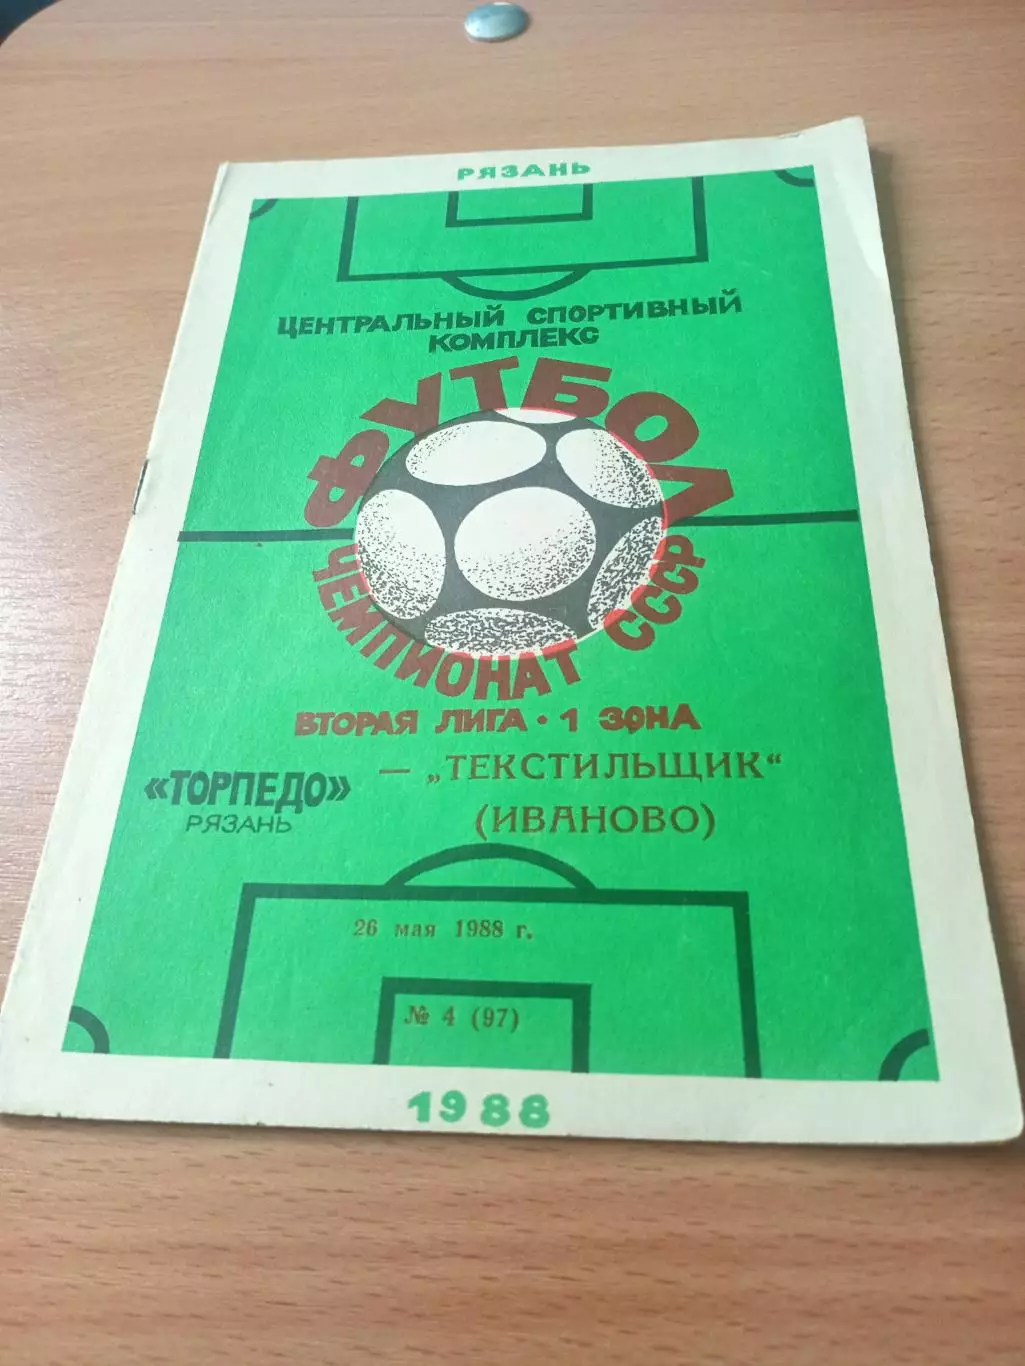 РЯЗАНЬ
ЦЕНТРАЛЬНЫЙ СПОРТИВНЫЙ
КОМПЛЕКС
ФУТБОЛ
ЧЕМПИОНАТ СССР
ВТОРАЯ ЛИГА • 1 ЗОНА
«ТОРПЕДО» — „ТЕКСТИЛЬЩИК“
РЯЗАНЬ (ИВАНОВО)
26 мая 1988 г.
№ 4 (97)
1988